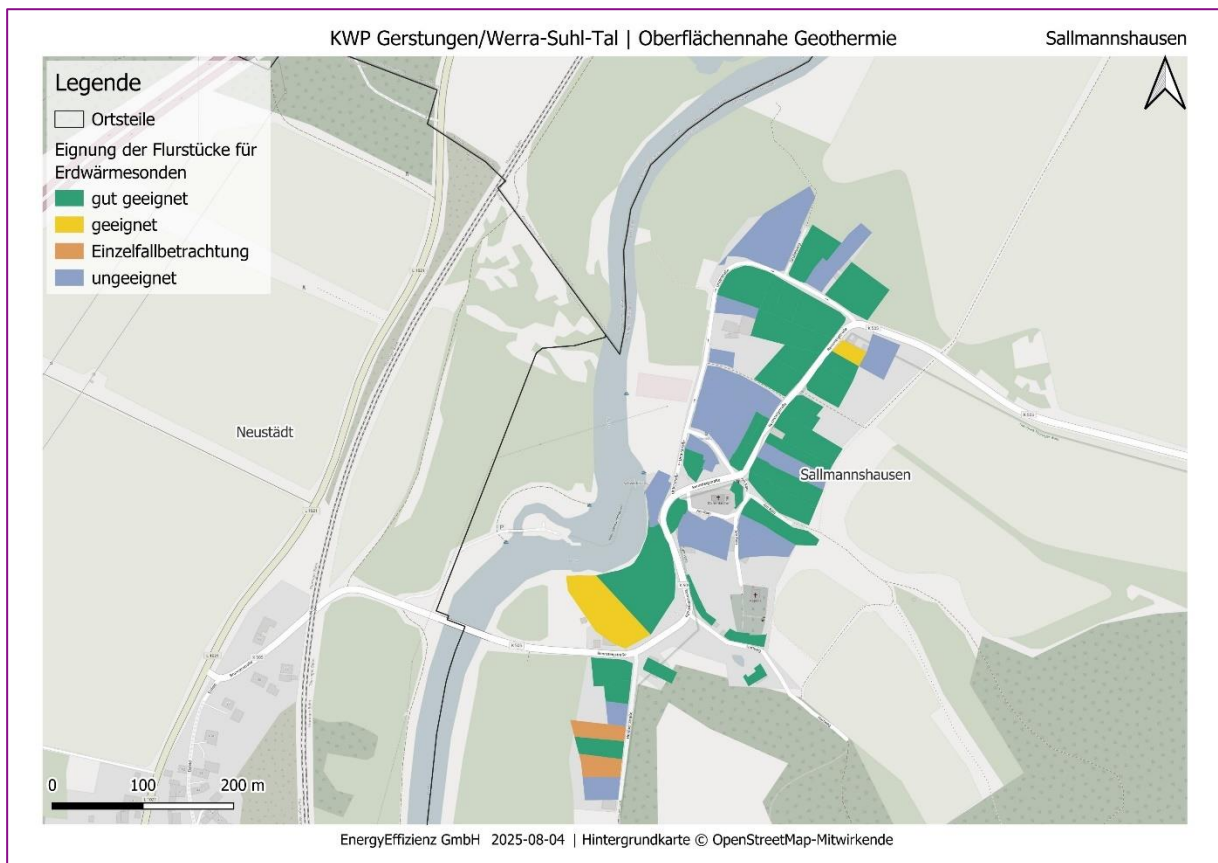 KWP Gerstungen/Werra-Suhl-Tal | Oberflächennahe Geothermie
Sallmannshausen
Legende
Ortsteile
Eignung der Flurstücke für
Erdwärmesonden
gut geeignet
geeignet
Einzelfallbetrachtung
ungeeignet
Neustädt
Sallmannshausen
0 100 200 m
EnergyEffizienz GmbH 2025-08-04 | Hintergrundkarte © OpenStreetMap-Mitwirkende